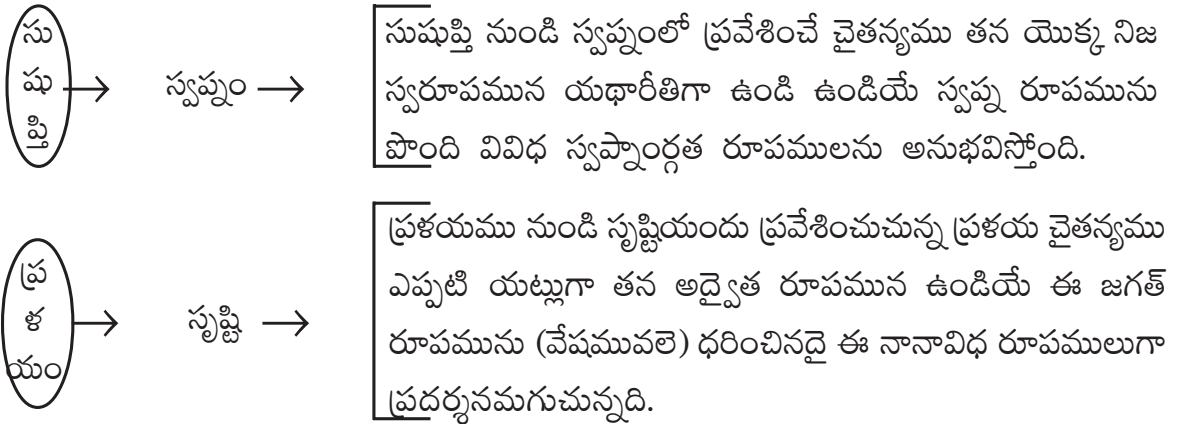 సుషుప్తి → స్వప్నం →
సుషుప్తి నుండి స్వప్నంలో ప్రవేశించే చైతన్యము తన యొక్క నిజ
స్వరూపమున యథారీతిగా ఉండి ఉండియే స్వప్న రూపమును
పొంది వివిధ స్వప్నాంర్గత రూపములను అనుభవిస్తోంది.
ప్రళయం → సృష్టి →
ప్రళయము నుండి సృష్టియందు ప్రవేశించుచున్న ప్రళయ చైతన్యము
ఎప్పటి యట్లుగా తన అద్వైత రూపమున ఉండియే ఈ జగత్
రూపమును (వేషమువలె) ధరించినదై ఈ నానావిధ రూపములుగా
ప్రదర్శనమగుచున్నది.